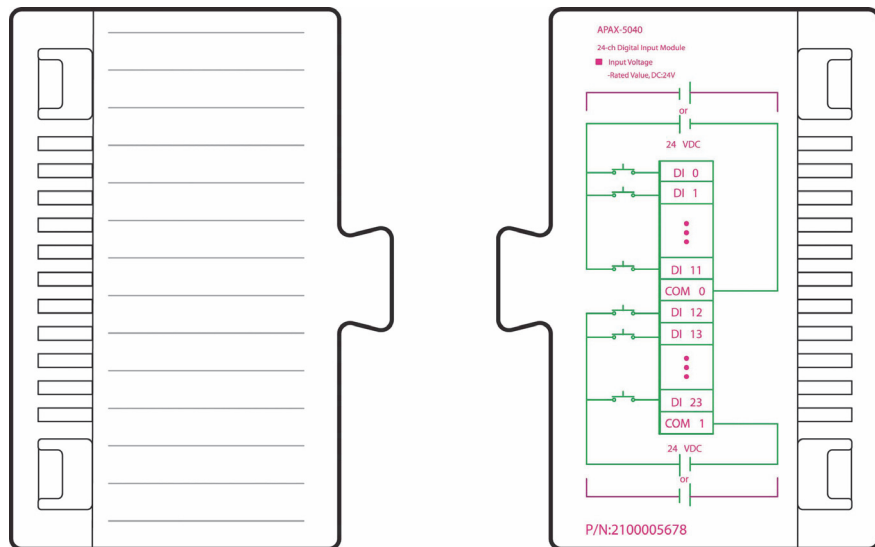 APAX-5040
24-ch Digital Input Module
Input Voltage
-Rated Value, DC:24V
or
24 VDC
DI 0
DI 1
DI 11
COM 0
DI 12
DI 13
DI 23
COM 1
24 VDC
or
P/N:2100005678